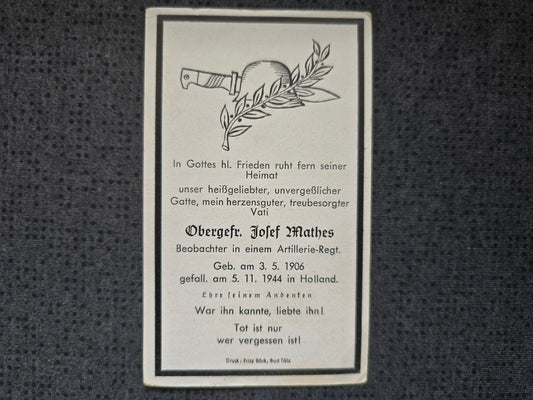 In Gottes hl. Frieden ruht fern seiner
Heimat
unser heißgeliebter, unvergeßlicher
Gatte, mein herzensguter, treubesorgter
Vati
Obergefr. Josef Mathes
Beobachter in einem Artillerie-Regt.
Geb. am 3. 5. 1906
gefall. am 5. 11. 1944 in Holland.
Ehre seinem Andenken
War ihn kannte, liebte ihn!
Tot ist nur
wer vergessen ist!
Druck: Fritz Böck, Bad Tölz